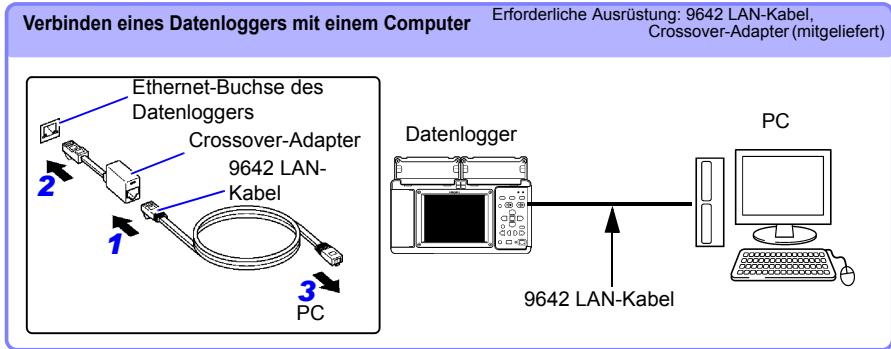 Verbinden eines Datenloggers mit einem Computer
Erforderliche Ausrüstung: 9642 LAN-Kabel,
Crossover-Adapter (mitgeliefert)
Ethernet-Buchse des
Datenloggers
Crossover-Adapter
9642 LAN-
Kabel
2
1
3
PC
Datenlogger
PC
9642 LAN-Kabel